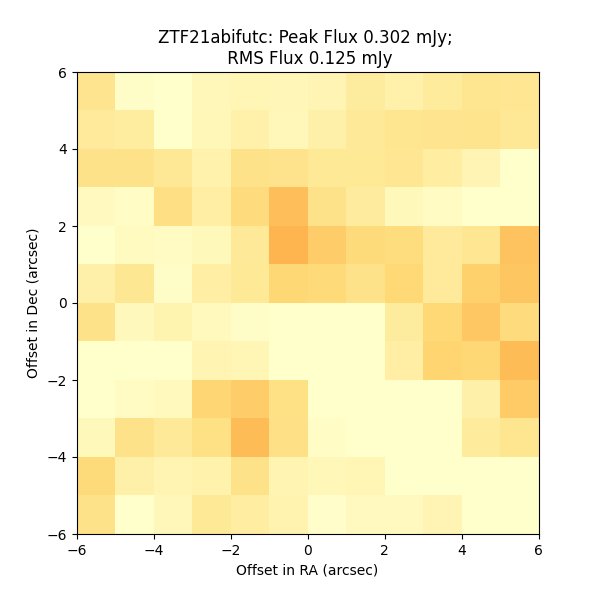 ZTF21abifutc: Peak Flux 0.302 mJy;
RMS Flux 0.125 mJy
6
4
2
0
−2
−4
−6
Offset in Dec (arcsec)
−6 −4 −2 0 2 4 6
Offset in RA (arcsec)